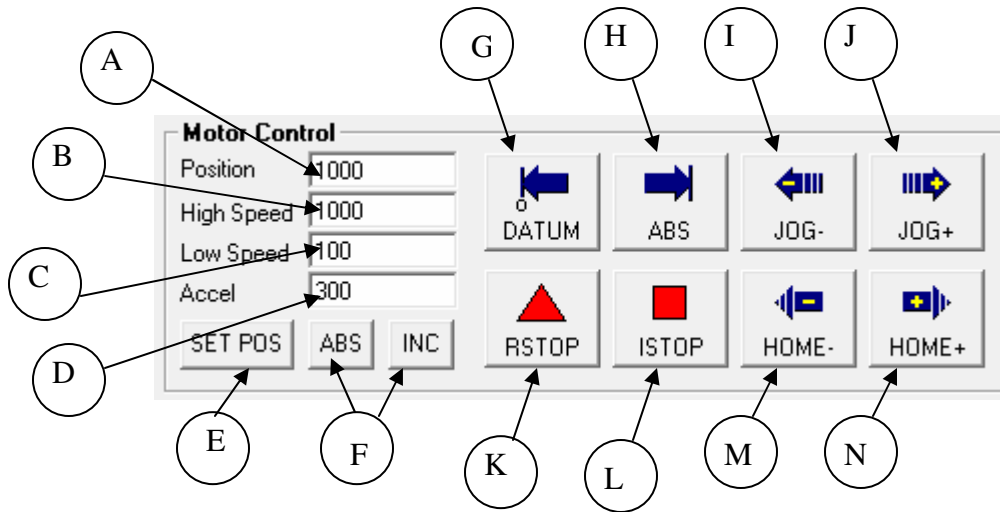 G H I J
A
Motor Control
Position 1000
B
High Speed 1000
Low Speed 100
C
Accel 300
DATUM ABS JOG- JOG+
SET POS ABS INC
RSTOP ISTOP HOME- HOME+
D
E F K L M N